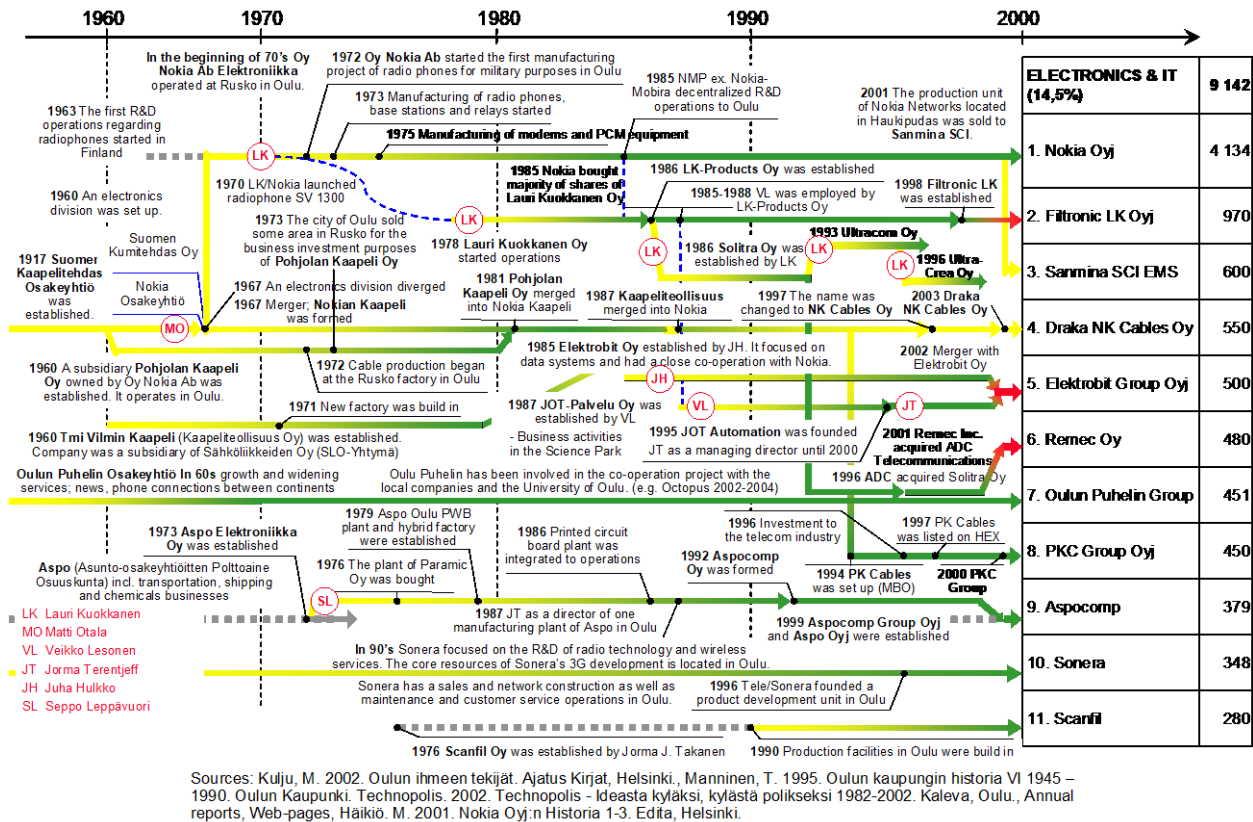 1960
1970
1980
1990
2000
In the beginning of 70's Oy
Nokia Ab Elektroniikka
operated at Rusko in Oulu.
1972 Oy Nokia Ab started the first manufacturing
project of radio phones for military purposes in Oulu
1973 Manufacturing of radio phones,
base stations and relays started
1975 Manufacturing of modems and PCM equipment
1985 NMP ex. Nokia-
Mobira decentralized R&D
operations to Oulu
2001 The production unit
of Nokia Networks located
in Haukipudas was sold to
Sanmina SCI.
1963 The first R&D
operations regarding
radiophones started in
Finland
LK
1970 LK/Nokia launched
radiophone SV 1300
1985 Nokia bought
majority of shares of
Lauri Kuokkanen Oy
1986 LK-Products Oy was established
1985-1988 VL was employed by
LK-Products Oy
1998 Filtronic LK
was established
1960 An electronics
division was set up.
1973 The city of Oulu sold
some area in Rusko for the
business investment purposes
of Pohjolan Kaapeli Oy
LK
1978 Lauri Kuokkanen Oy
started operations
LK
1986 Solitra Oy was
established by LK
1993 Ultracom Oy
LK
LK
1996 Ultra-
Crea Oy
Suomen
Kumitehdas Oy
1917 Suomer
Kaapelitehdas
Osakeyhtiö
was
established.
Nokia
Osakeyhtiö
1967 An electronics division diverged
1967 Merger; Nokian Kaapeli
was formed
MO
1981 Pohjolan
Kaapeli Oy merged
into Nokia Kaapeli
1987 Kaapeliteollisuus
merged into Nokia
1997 The name was
changed to NK Cables Oy
2003 Draka
NK Cables Oy
1960 A subsidiary Pohjolan Kaapeli
Oy owned by Oy Nokia Ab was
established. It operates in Oulu.
1972 Cable production began
at the Rusko factory in Oulu
1985 Elektrobit Oy established by JH. It focused on
data systems and had a close co-operation with Nokia.
2002 Merger with
Elektrobit Oy
JH
1971 New factory was build in
1987 JOT-Palvelu Oy was
established by VL
- Business activities
in the Science Park
VL
JT
1995 JOT Automation was founded
JT as a managing director until 2000
2001 Remec Inc.
acquired ADC
Telecommunications
1996 ADC acquired Solitra Oy
1960 Tmi Vilmin Kaapeli (Kaapeliteollisuus Oy) was established.
Company was a subsidiary of Sähköliikkeiden Oy (SLO-Yhtymä)
Oulun Puhelin Osakeyhtiö In 60s growth and widening
services; news, phone connections between continents
Oulu Puhelin has been involved in the co-operation project with the
local companies and the University of Oulu. (e.g. Octopus 2002-2004)
1973 Aspo Elektroniikka
Oy was established
1979 Aspo Oulu PWB
plant and hybrid factory
were established
1976 The plant of Paramic
Oy was bought
1986 Printed circuit
board plant was
integrated to operations
1996 Investment to
the telecom industry
1997 PK Cables
was listed on HEX
1992 Aspocomp
Oy was formed
1994 PK Cables
was set up (MBO)
2000 PKC
Group
Aspo (Asunto-osakeyhtiöitten Polttoaine
Osuuskunta) incl. transportation, shipping
and chemicals businesses
SL
1987 JT as a director of one
manufacturing plant of Aspo in Oulu
1999 Aspocomp Group Oyj
and Aspo Oyj were established
LK Lauri Kuokkanen
MO Matti Otala
VL Veikko Lesonen
JT Jorma Terentjeff
JH Juha Hulkko
SL Seppo Leppävuori
In 90's Sonera focused on the R&D of radio technology and wireless
services. The core resources of Sonera's 3G development is located in Oulu.
Sonera has a sales and network construction as well as
maintenance and customer service operations in Oulu.
1996 Tele/Sonera founded a
product development unit in Oulu
1976 Scanfil Oy was established by Jorma J. Takanen
1990 Production facilities in Oulu were build in
ELECTRONICS & IT
(14,5%) 9 142
1. Nokia Oyj 4 134
2. Filtronic LK Oyj 970
3. Sanmina SCI EMS 600
4. Draka NK Cables Oy 550
5. Elektrobit Group Oyj 500
6. Remec Oy 480
7. Oulun Puhelin Group 451
8. PKC Group Oyj 450
9. Aspocomp 379
10. Sonera 348
11. Scanfil 280
Sources: Kulju, M. 2002. Oulun ihmeen tekijät. Ajatus Kirjat, Helsinki., Manninen, T. 1995. Oulun kaupungin historia VI 1945 –
1990. Oulun Kaupunki. Technopolis. 2002. Technopolis - Ideasta kyläksi, kylästä polikseksi 1982-2002. Kaleva, Oulu., Annual
reports, Web-pages, Häikiö. M. 2001. Nokia Oyj:n Historia 1-3. Edita, Helsinki.